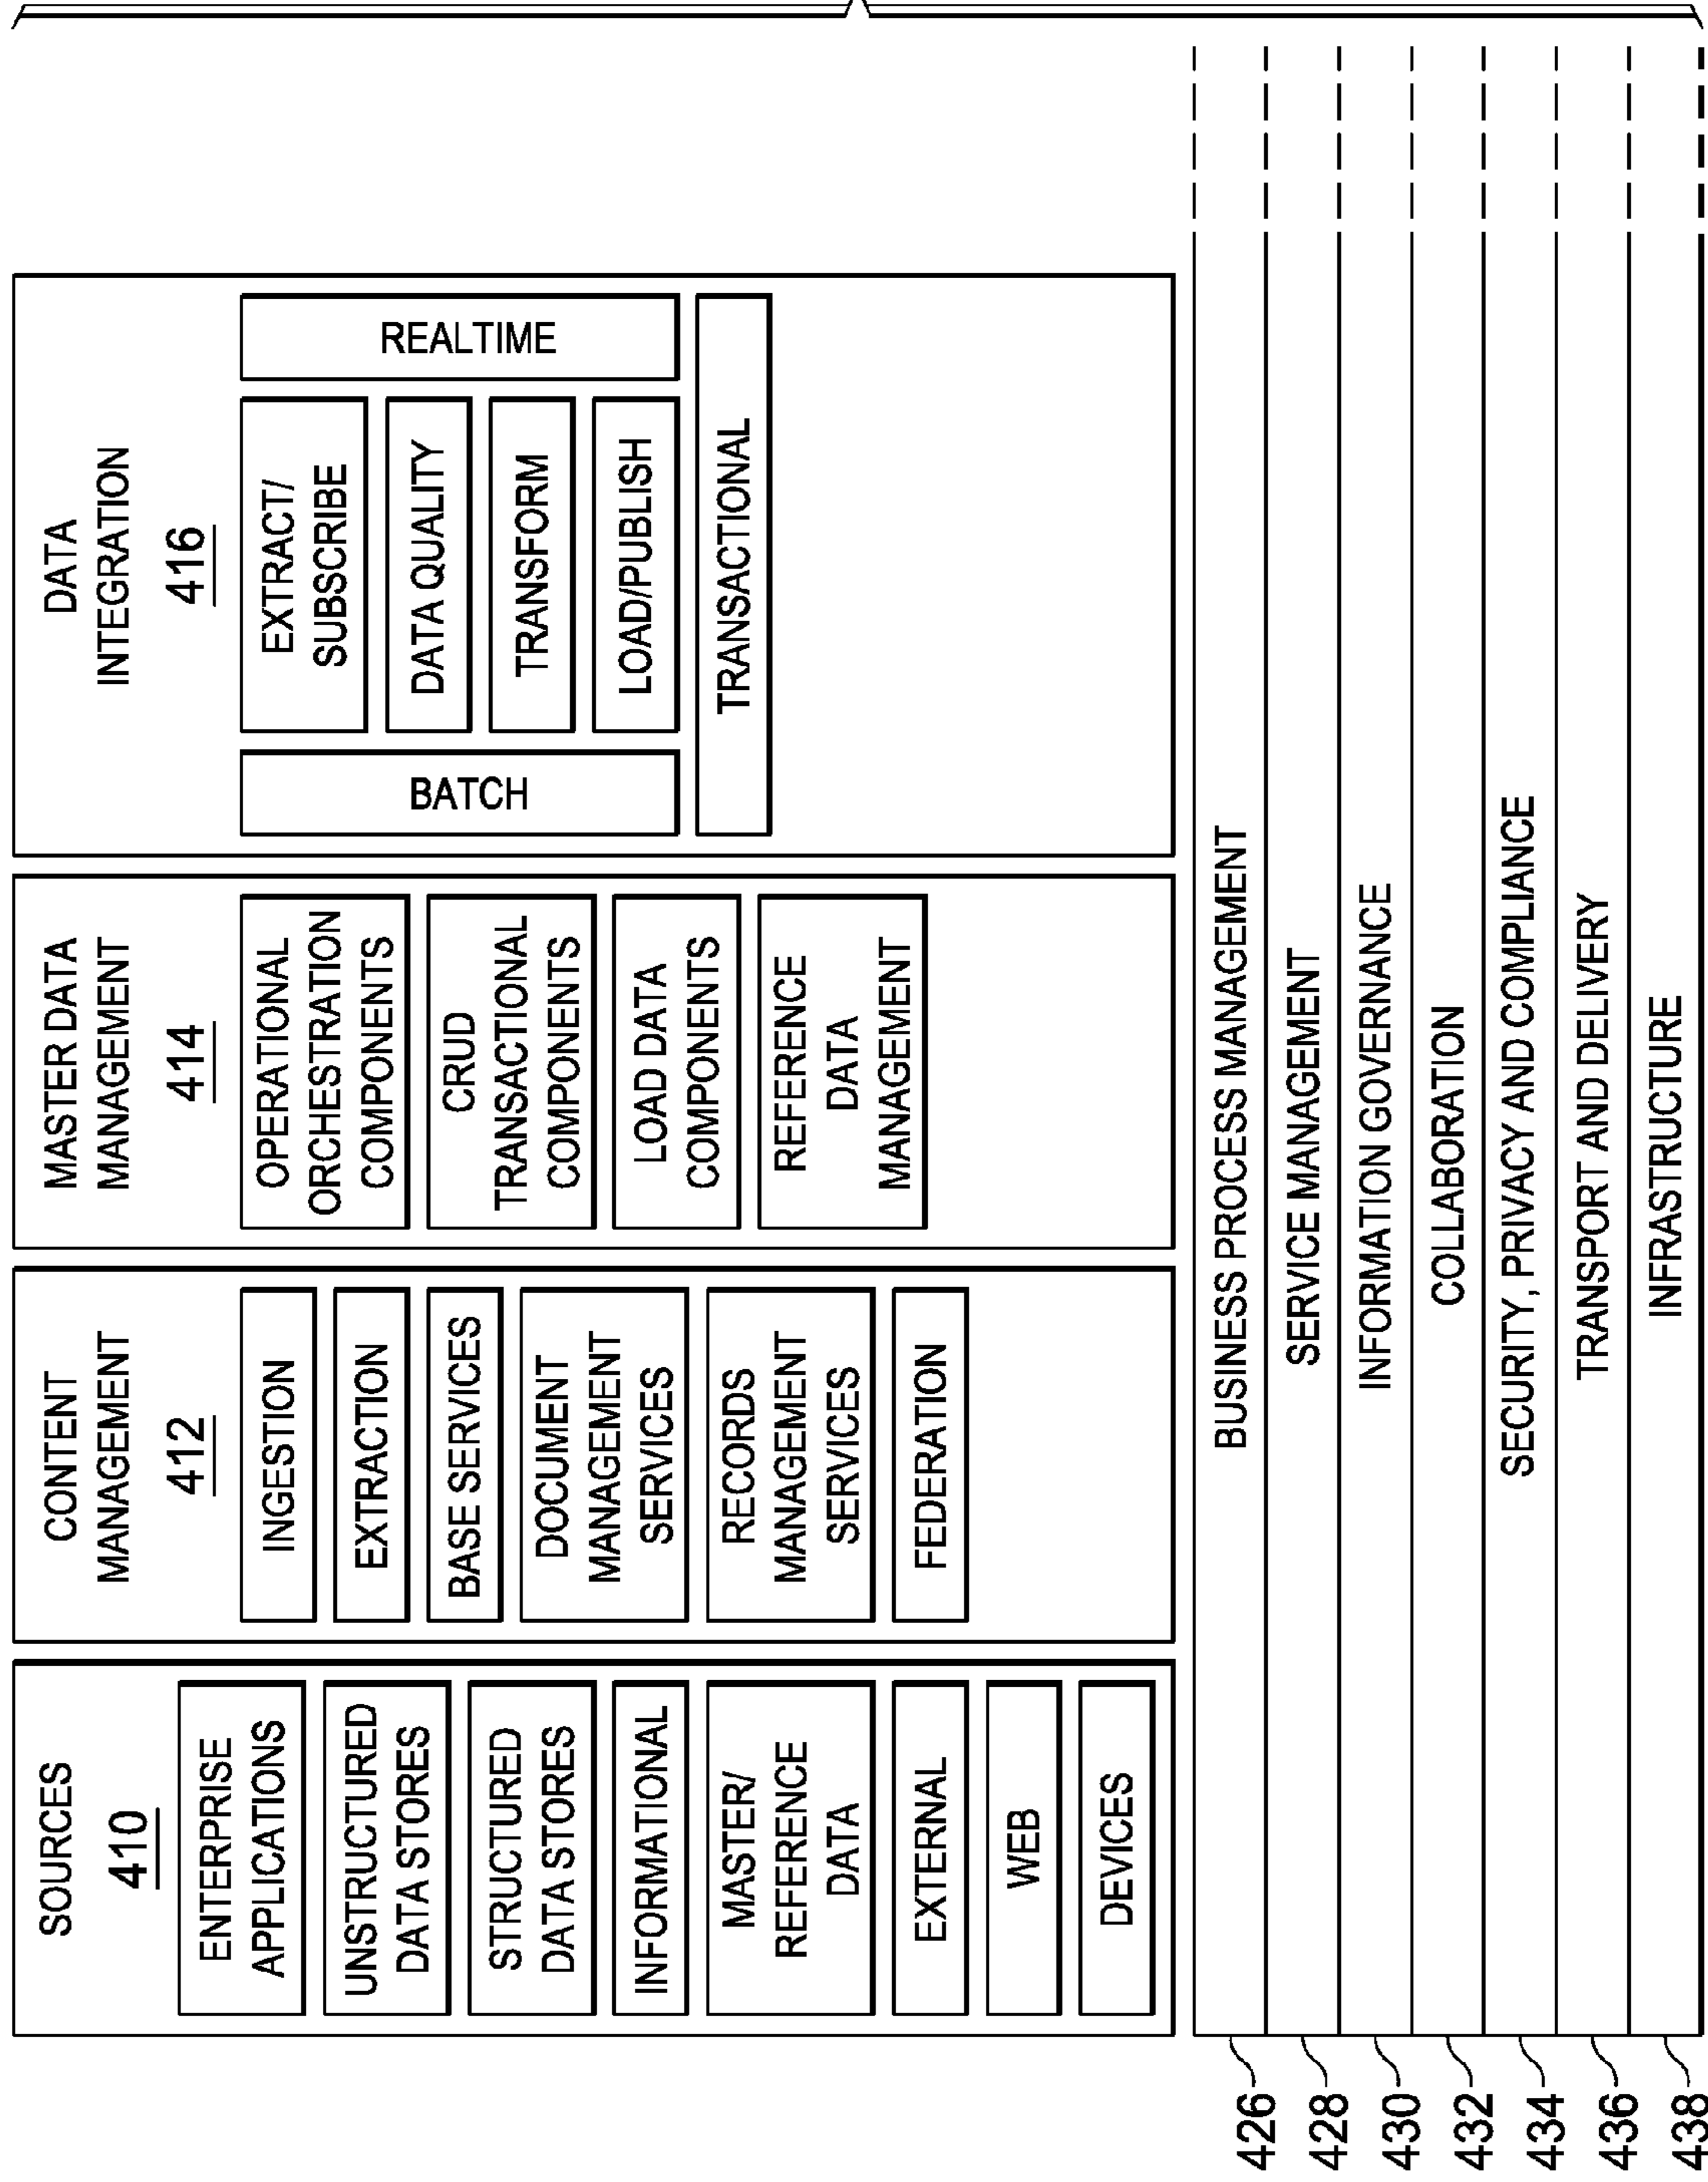 SOURCES
410
ENTERPRISE
APPLICATIONS
UNSTRUCTURED
DATA STORES
STRUCTURED
DATA STORES
INFORMATIONAL
MASTER/
REFERENCE
DATA
EXTERNAL
WEB
DEVICES
CONTENT
MANAGEMENT
412
INGESTION
EXTRACTION
BASE SERVICES
DOCUMENT
MANAGEMENT
SERVICES
RECORDS
MANAGEMENT
SERVICES
FEDERATION
MASTER DATA
MANAGEMENT
414
OPERATIONAL
ORCHESTRATION
COMPONENTS
CRUD
TRANSACTIONAL
COMPONENTS
LOAD DATA
COMPONENTS
REFERENCE
DATA
MANAGEMENT
DATA
INTEGRATION
416
BATCH
EXTRACT/
SUBSCRIBE
DATA QUALITY
TRANSFORM
LOAD/PUBLISH
REALTIME
TRANSACTIONAL
426
BUSINESS PROCESS MANAGEMENT
428
SERVICE MANAGEMENT
430
INFORMATION GOVERNANCE
432
COLLABORATION
434
SECURITY, PRIVACY AND COMPLIANCE
436
TRANSPORT AND DELIVERY
438
INFRASTRUCTURE